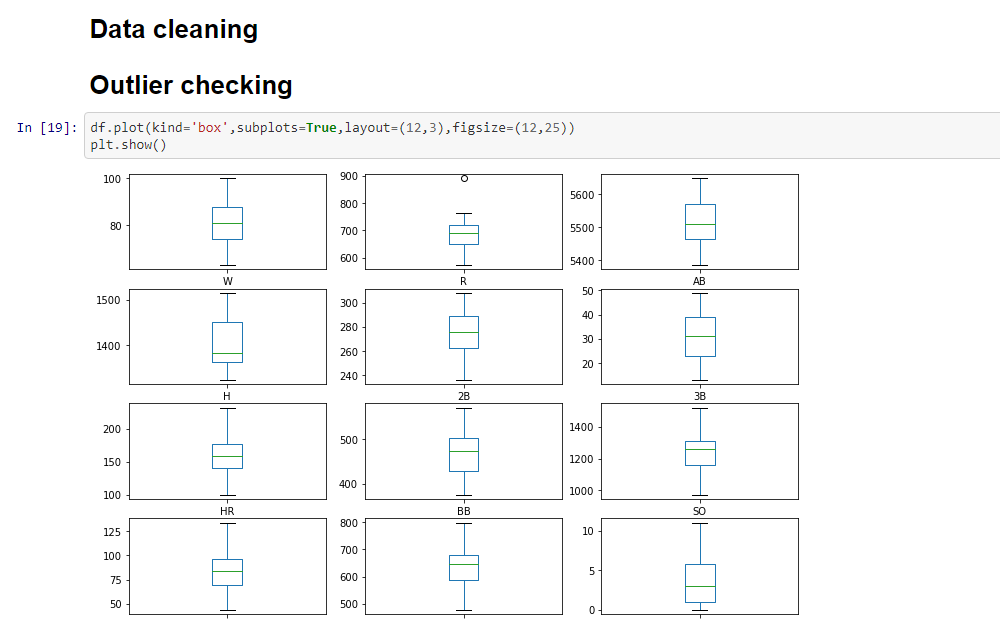 Data cleaning
Outlier checking
In [19]: df.plot(kind='box',subplots=True,layout=(12,3),figsize=(12,25))
plt.show()
100
80
W
900
800
700
600
R
5600
5500
5400
AB
1500
1400
H
300
280
260
240
2B
50
40
30
20
3B
200
150
100
HR
500
400
BB
1400
1200
1000
SO
125
100
75
50
800
700
600
500
10
5
0